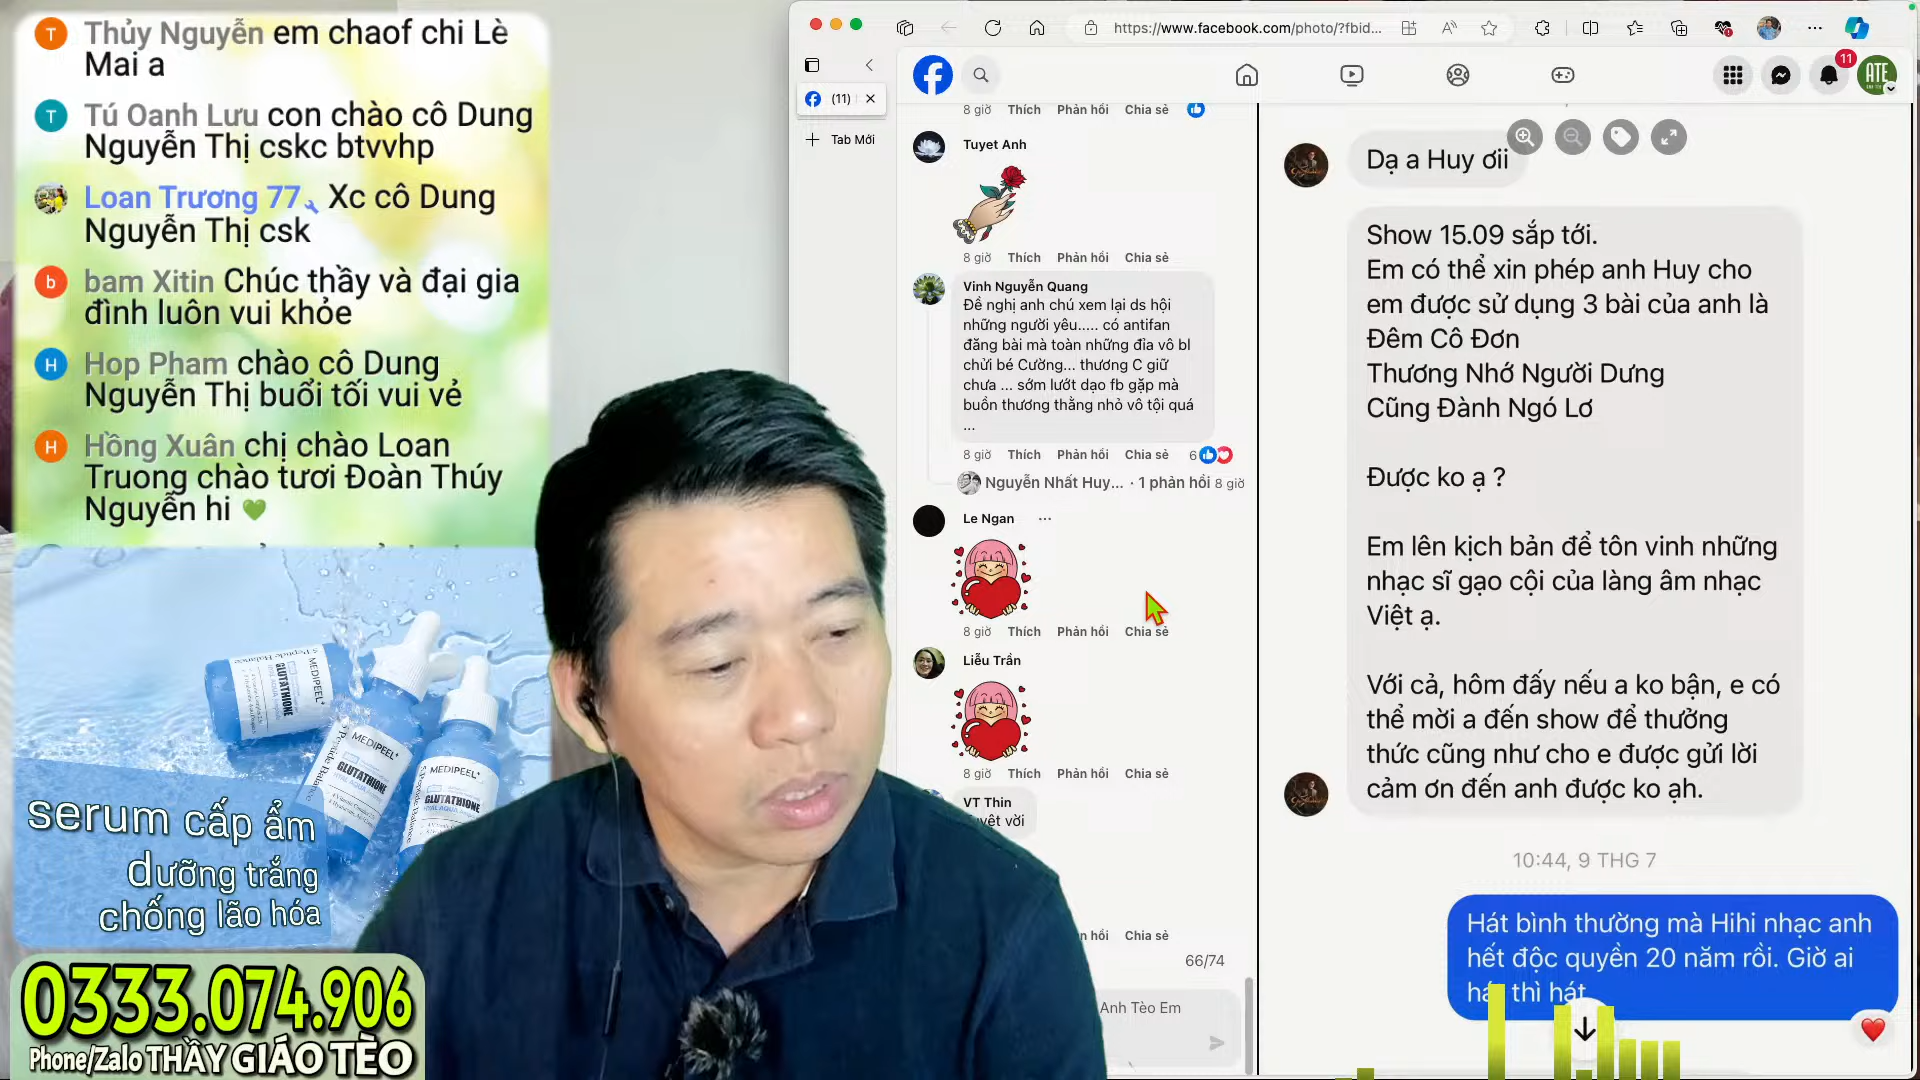 Thủy Nguyễn em chaof chi Lè
Mai a
Tú Oanh Lưu con chào cô Dung
Nguyễn Thị cskc btvvhp
Loan Trương 77 Xc cô Dung
Nguyễn Thị csk
bam Xitin Chúc thầy và đại gia
đình luôn vui khỏe
Hop Pham chào cô Dung
Nguyễn Thị buổi tối vui vẻ
Hồng Xuân chị chào Loan
Truong chào tươi Đoàn Thúy
Nguyễn hi 💚
MEDIPEEL+
GLUTATHIONE
MEDIPEEL+
GLUTATHIONE
MEDIPEEL+
GLUTATHIONE
serum cấp ẩm
dưỡng trắng
chống lão hóa
0333.074.906
Phone/Zalo THẦY GIÁO TÈO
https://www.facebook.com/photo/?fbid...
(11)
Tab Mới
11
ATE
8 giờ Thích Phản hồi Chia sẻ
Tuyet Anh
8 giờ Thích Phản hồi Chia sẻ
Vinh Nguyễn Quang
Đề nghị anh chú xem lại ds hội
những người yêu..... có antifan
đăng bài mà toàn những đỉa vô bl
chửi bé Cường... thương C giữ
chưa ... sớm lướt dạo fb gặp mà
buồn thương thằng nhỏ vô tội quá
...
8 giờ Thích Phản hồi Chia sẻ 6
Nguyễn Nhất Huy... · 1 phản hồi 8 giờ
Le Ngan ...
8 giờ Thích Phản hồi Chia sẻ
Liễu Trần
8 giờ Thích Phản hồi Chia sẻ
VT Thin
vời
hồi Chia sẻ
66/74
Anh Tèo Em
Dạ a Huy ơii
Show 15.09 sắp tới.
Em có thể xin phép anh Huy cho
em được sử dụng 3 bài của anh là
Đêm Cô Đơn
Thương Nhớ Người Dưng
Cũng Đành Ngó Lơ
Được ko ạ ?
Em lên kịch bản để tôn vinh những
nhạc sĩ gạo cội của làng âm nhạc
Việt ạ.
Với cả, hôm đấy nếu a ko bận, e có
thể mời a đến show để thưởng
thức cũng như cho e được gửi lời
cảm ơn đến anh được ko ạh.
10:44, 9 THG 7
Hát bình thường mà Hihi nhạc anh
hết độc quyền 20 năm rồi. Giờ ai
thì hát